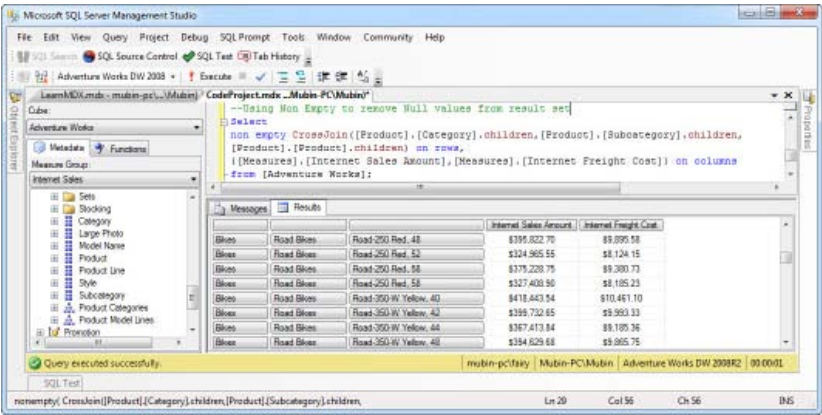 Microsoft SQL Server Management Studio
File Edit View Query Project Debug SQL Prompt Tools Window Community Help
SQL Search SQL Source Control SQL Test Tab History
Adventure Works DW 2008 Execute
LearnMDX.mdx - mubin-pc\...\Mubin) CodeProject.mdx ...Mubin-PC\Mubin)*
Object Explorer
Properties
Cube:
Adventure Works
Metadata Functions
Measure Group:
Internet Sales
Sets
Stocking
Category
Large Photo
Model Name
Product
Product Line
Style
Subcategory
Product Categories
Product Model Lines
Promotion
--Using Non Empty to remove Null values from result set
Select
non empty CrossJoin([Product].[Category].children,[Product].[Subcategory].children,
[Product].[Product].children) on rows,
{[Measures].[Internet Sales Amount],[Measures].[Internet Freight Cost]} on columns
from [Adventure Works];
Messages Results
Internet Sales Amount Internet Freight Cost
Bikes Road Bikes Road-250 Red, 48 $395,822.70 $9,895.58
Bikes Road Bikes Road-250 Red, 52 $324,965.55 $8,124.15
Bikes Road Bikes Road-250 Red, 58 $375,228.75 $9,380.73
Bikes Road Bikes Road-250 Red, 58 $327,408.90 $8,185.23
Bikes Road Bikes Road-350-W Yellow, 40 $418,443.54 $10,461.10
Bikes Road Bikes Road-350-W Yellow, 42 $399,732.65 $9,993.33
Bikes Road Bikes Road-350-W Yellow, 44 $367,413.84 $9,185.36
Bikes Road Bikes Road-350-W Yellow, 48 $394,629.68 $9,865.75
Query executed successfully. mubin-pc\fairy Mubin-PC\Mubin Adventure Works DW 2008R2 00:00:01
SQL Test
nonempty( CrossJoin([Product].[Category].children,[Product].[Subcategory].children, Ln 29 Col 56 Ch 56 INS